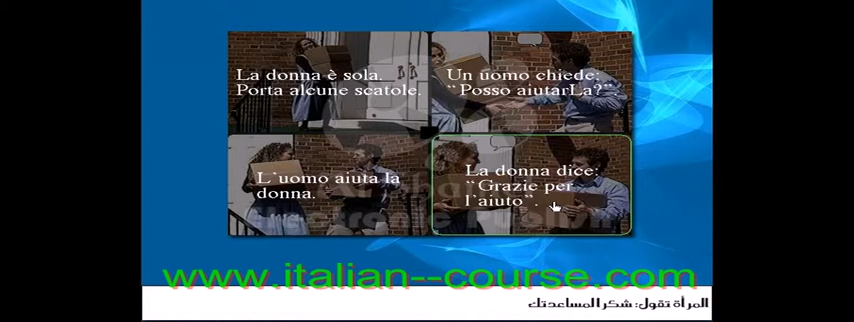 La donna è sola.
Porta alcune scatole.
Un uomo chiede:
“Posso aiutarLa?”.
L'uomo aiuta la
donna.
La donna dice:
“Grazie per
l'aiuto”.
www.italian--course.com
المرأة تقول: شكرا لمساعدتك